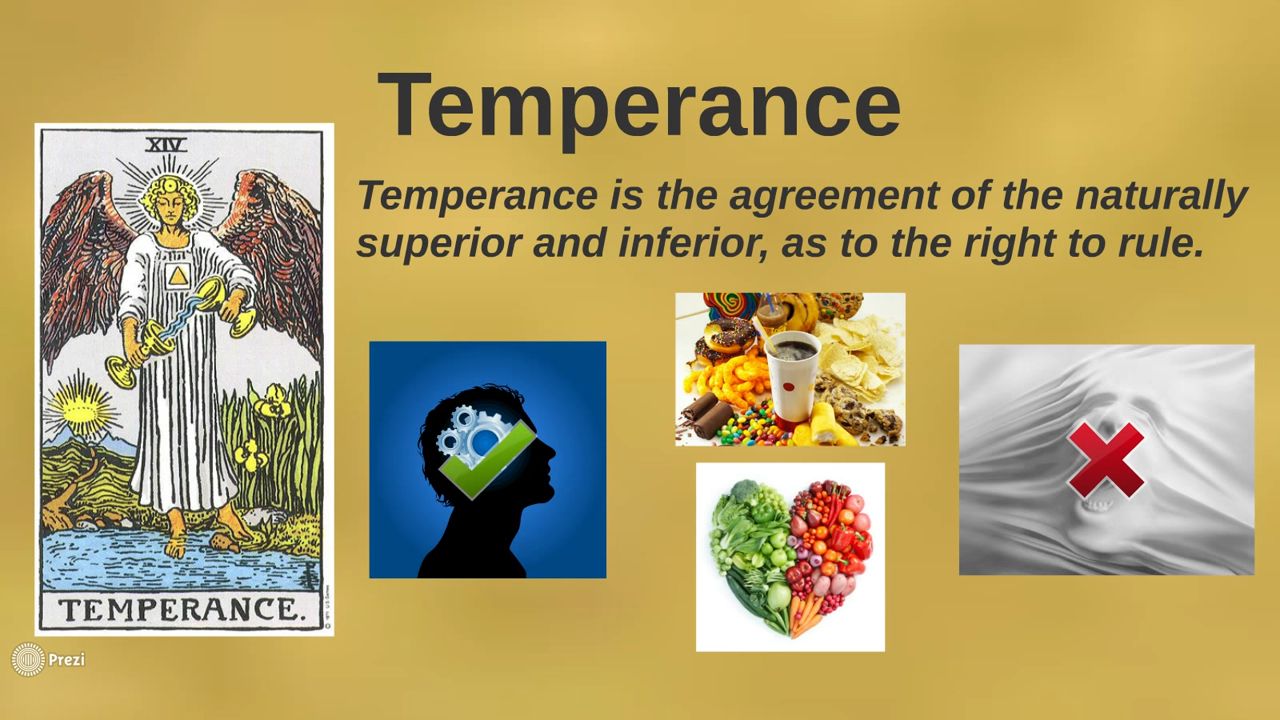 Temperance
Temperance is the agreement of the naturally
superior and inferior, as to the right to rule.
XIV
TEMPERANCE.
Prezi